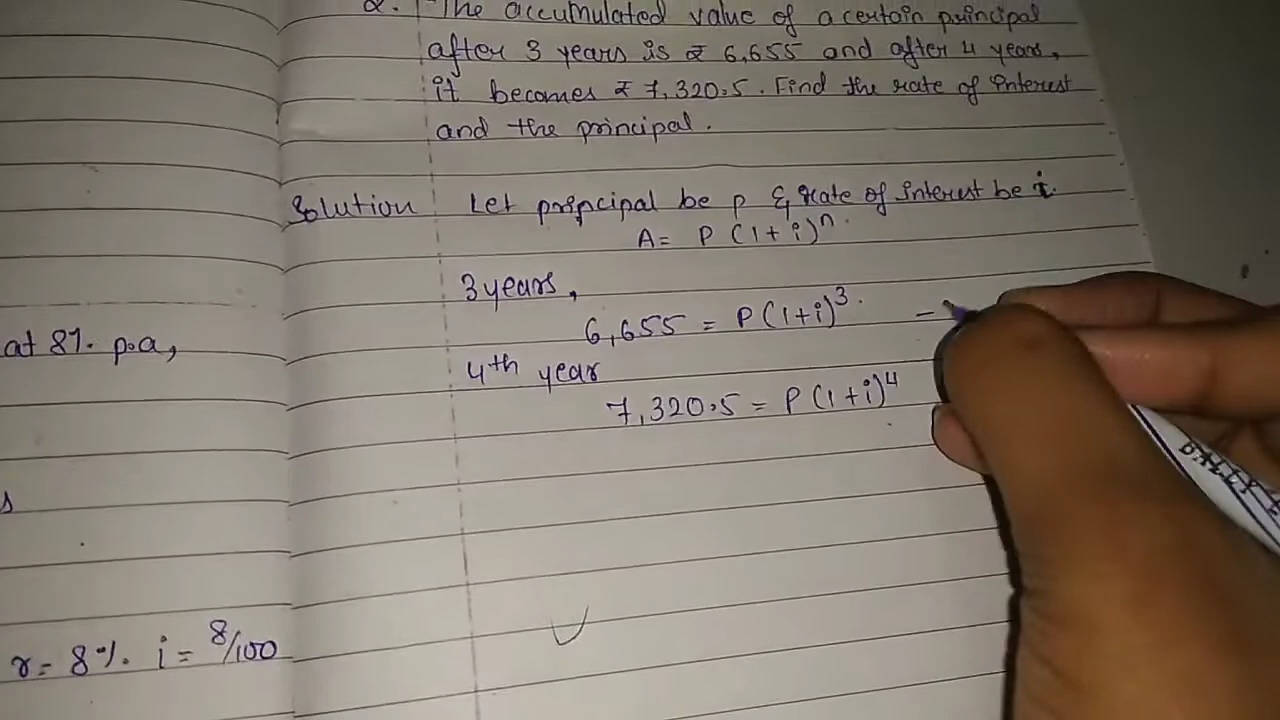 2. The accumulated value of a certain principal
after 3 years is ₹ 6,655 and after 4 years,
it becomes ₹ 7,320.5. Find the rate of interest
and the principal.
Solution Let principal be p & rate of interest be i.
A = P (1+i)ⁿ.
3 years,
6,655 = P(1+i)³. -
4th year
7,320.5 = P(1+i)⁴
at 8%. p.a,
s
r = 8%. i = 8/100